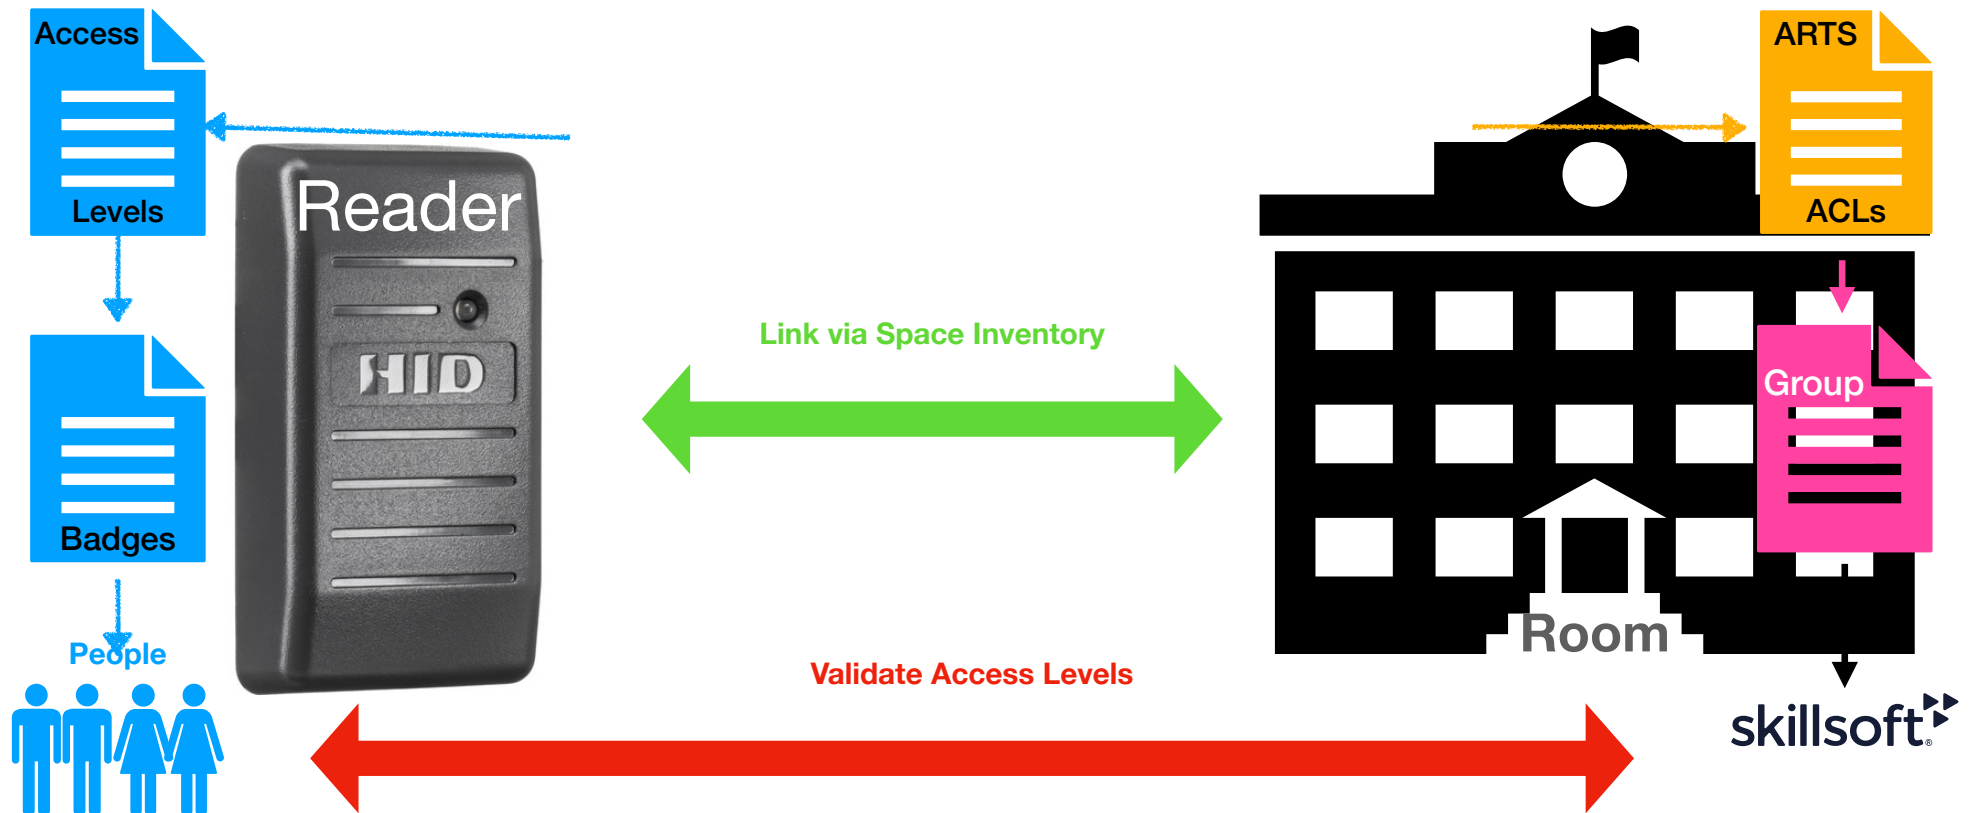 Access
Levels
Reader
HID
Badges
People
Link via Space Inventory
Validate Access Levels
ARTS
ACLs
Group
Room
skillsoft®